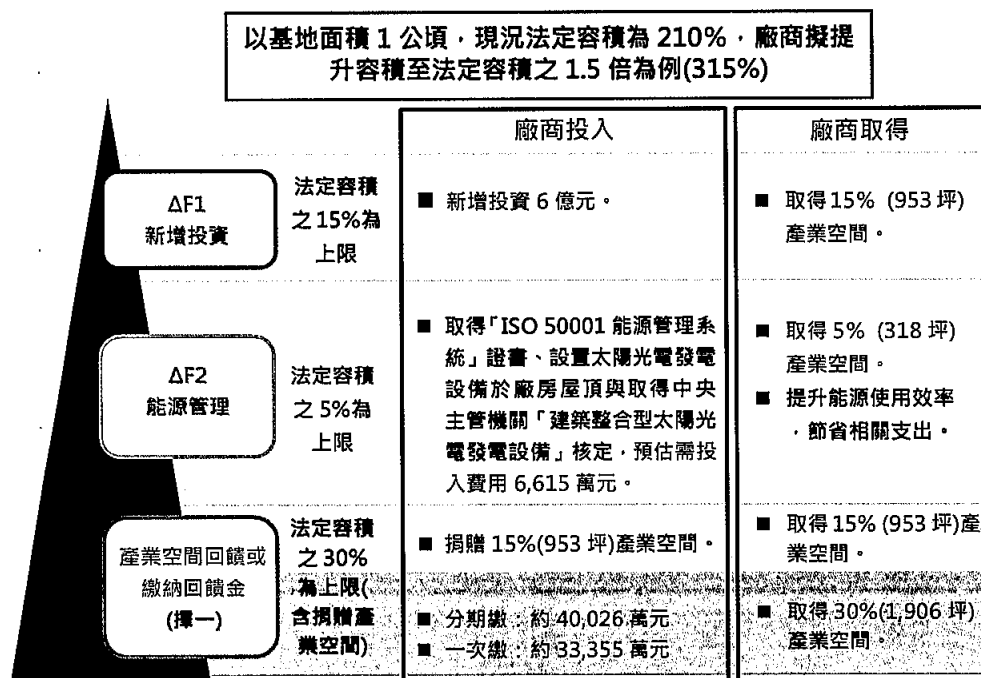 以基地面積 1 公頃，現況法定容積為 210%，廠商擬提
升容積至法定容積之 1.5 倍為例(315%)
廠商投入
廠商取得
ΔF1
新增投資
法定容積
之 15%為
上限
■ 新增投資 6 億元。
■ 取得 15% (953 坪)
產業空間。
ΔF2
能源管理
法定容積
之 5%為
上限
■ 取得「ISO 50001 能源管理系
統」證書、設置太陽光電發電
設備於廠房屋頂與取得中央
主管機關「建築整合型太陽光
電發電設備」核定，預估需投
入費用 6,615 萬元。
■ 取得 5% (318 坪)
產業空間。
■ 提升能源使用效率
，節省相關支出。
產業空間回饋或
繳納回饋金
(擇一)
法定容積
之 30%
為上限(
含捐贈產
業空間)
■ 捐贈 15%(953 坪)產業空間。
■ 分期繳：約 40,026 萬元
■ 一次繳：約 33,355 萬元
■ 取得 15% (953 坪)產
業空間。
■ 取得 30%(1,906 坪)
產業空間。